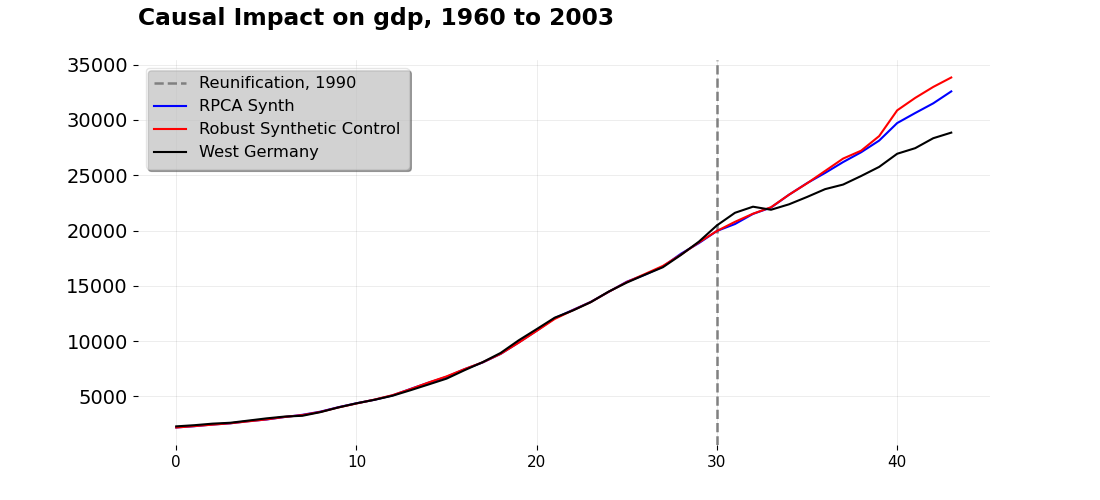 Causal Impact on gdp, 1960 to 2003
35000
30000
25000
20000
15000
10000
5000
Reunification, 1990
RPCA Synth
Robust Synthetic Control
West Germany
0
10
20
30
40